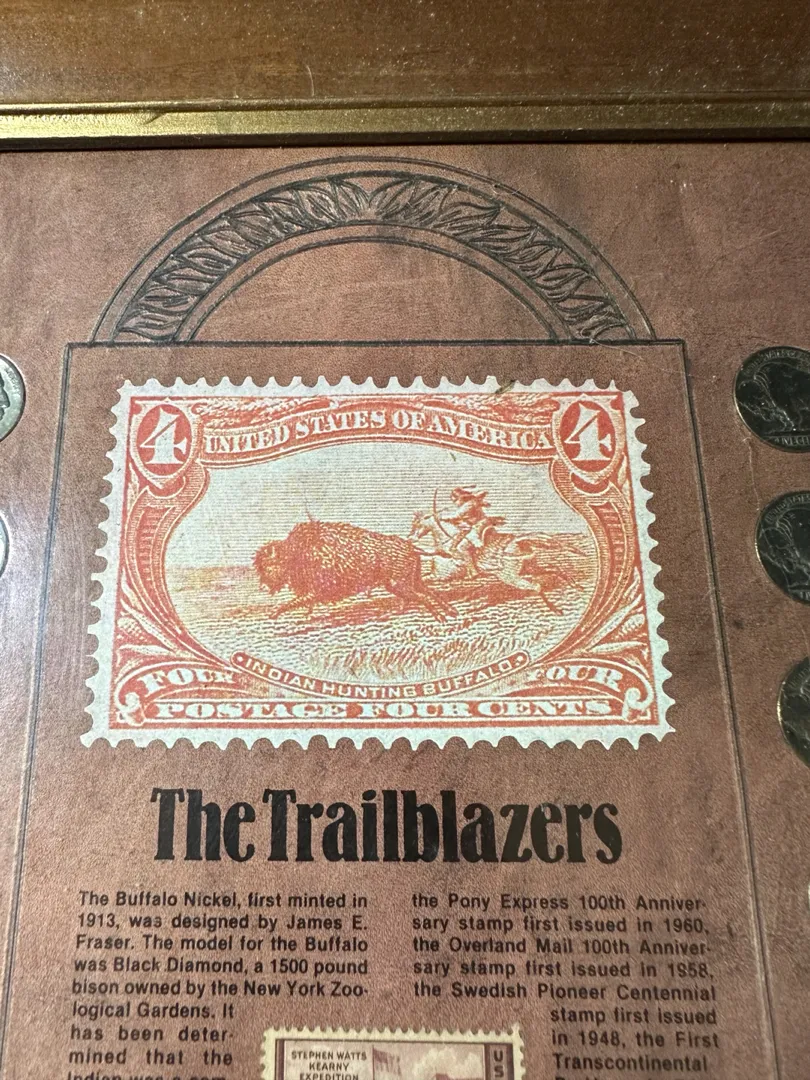 4 UNITED STATES OF AMERICA 4
FOUR INDIAN HUNTING BUFFALO FOUR
POSTAGE FOUR CENTS
The Trailblazers
The Buffalo Nickel, first minted in
1913, was designed by James E.
Fraser. The model for the Buffalo
was Black Diamond, a 1500 pound
bison owned by the New York Zoo-
logical Gardens. It
has been deter-
mined that the
Indian was a com-
the Pony Express 100th Anniver-
sary stamp first issued in 1960,
the Overland Mail 100th Anniver-
sary stamp first issued in 1958,
the Swedish Pioneer Centennial
stamp first issued
in 1948, the First
Transcontinental
STEPHEN WATTS
KEARNY
EXPEDITION
US